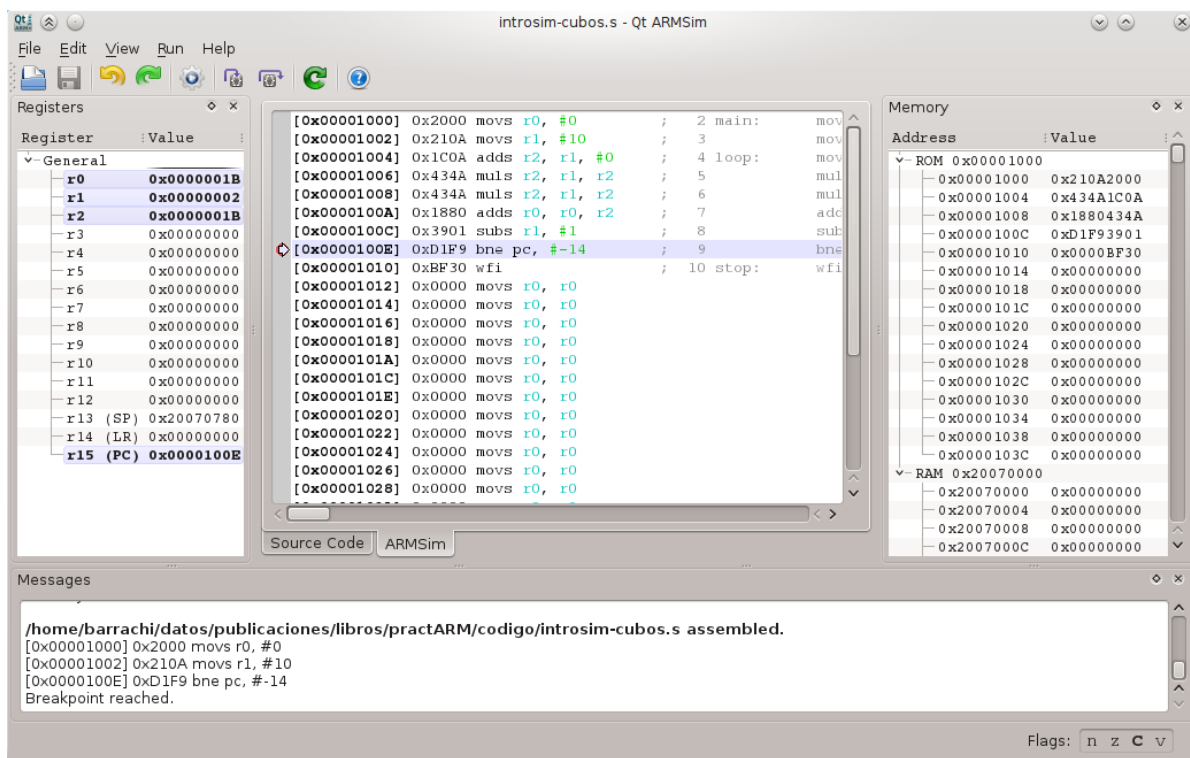 Qt ARMSim
introsim-cubos.s - Qt ARMSim
File Edit View Run Help
Registers
Register Value
General
r0 0x0000001B
r1 0x00000002
r2 0x0000001B
r3 0x00000000
r4 0x00000000
r5 0x00000000
r6 0x00000000
r7 0x00000000
r8 0x00000000
r9 0x00000000
r10 0x00000000
r11 0x00000000
r12 0x00000000
r13 (SP) 0x20070780
r14 (LR) 0x00000000
r15 (PC) 0x0000100E
[0x00001000] 0x2000 movs r0, #0 ; 2 main: mov
[0x00001002] 0x210A movs r1, #10 ; 3 mov
[0x00001004] 0x1C0A adds r2, r1, #0 ; 4 loop: mov
[0x00001006] 0x434A muls r2, r1, r2 ; 5 mul
[0x00001008] 0x434A muls r2, r1, r2 ; 6 mul
[0x0000100A] 0x1880 adds r0, r0, r2 ; 7 add
[0x0000100C] 0x3901 subs r1, #1 ; 8 sub
[0x0000100E] 0xD1F9 bne pc, #-14 ; 9 bne
[0x00001010] 0xBF30 wfi ; 10 stop: wfi
[0x00001012] 0x0000 movs r0, r0
[0x00001014] 0x0000 movs r0, r0
[0x00001016] 0x0000 movs r0, r0
[0x00001018] 0x0000 movs r0, r0
[0x0000101A] 0x0000 movs r0, r0
[0x0000101C] 0x0000 movs r0, r0
[0x0000101E] 0x0000 movs r0, r0
[0x00001020] 0x0000 movs r0, r0
[0x00001022] 0x0000 movs r0, r0
[0x00001024] 0x0000 movs r0, r0
[0x00001026] 0x0000 movs r0, r0
[0x00001028] 0x0000 movs r0, r0
Source Code ARMSim
Memory
Address Value
ROM 0x00001000
0x00001000 0x210A2000
0x00001004 0x434A1C0A
0x00001008 0x1880434A
0x0000100C 0xD1F93901
0x00001010 0x0000BF30
0x00001014 0x00000000
0x00001018 0x00000000
0x0000101C 0x00000000
0x00001020 0x00000000
0x00001024 0x00000000
0x00001028 0x00000000
0x0000102C 0x00000000
0x00001030 0x00000000
0x00001034 0x00000000
0x00001038 0x00000000
0x0000103C 0x00000000
RAM 0x20070000
0x20070000 0x00000000
0x20070004 0x00000000
0x20070008 0x00000000
0x2007000C 0x00000000
Messages
/home/barrachi/datos/publicaciones/libros/practARM/codigo/introsim-cubos.s assembled.
[0x00001000] 0x2000 movs r0, #0
[0x00001002] 0x210A movs r1, #10
[0x0000100E] 0xD1F9 bne pc, #-14
Breakpoint reached.
Flags: n z C v